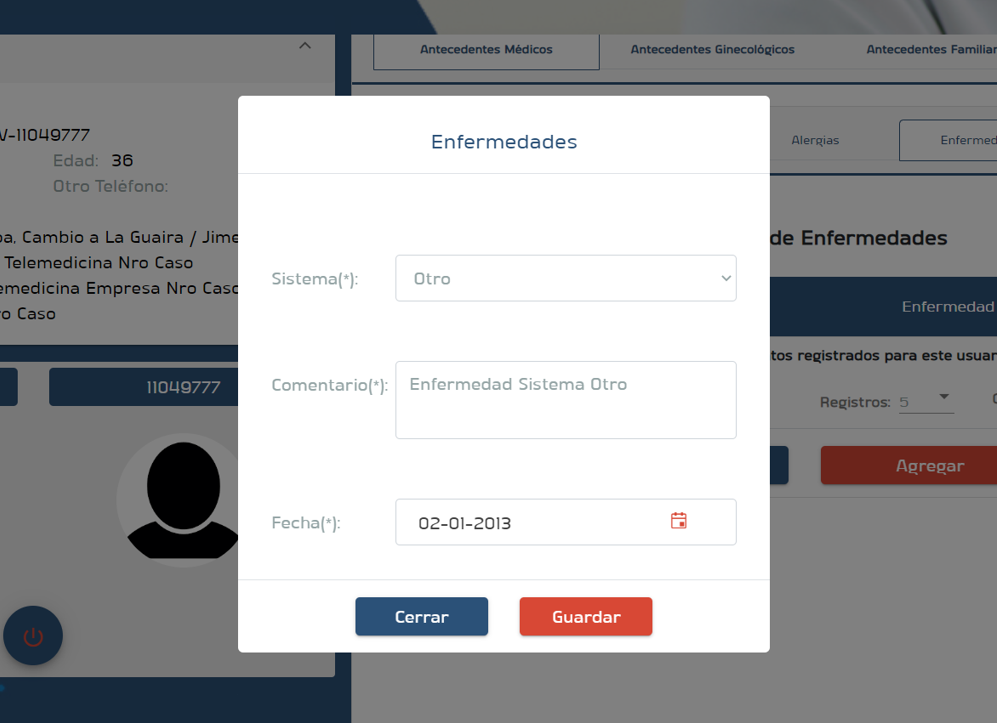 Antecedentes Médicos
Antecedentes Ginecológicos
Antecedentes Familiar
V-11049777
Edad: 36
Otro Teléfono:
Cambio a La Guaira / Jime
Telemedicina Nro Caso
emedicina Empresa Nro Caso
ro Caso
11049777
Alergias
Enfermed
de Enfermedades
Enfermedad
tos registrados para este usuar
Registros: 5
Agregar
Enfermedades
Sistema(*):
Otro
Comentario(*):
Enfermedad Sistema Otro
Fecha(*):
02-01-2013
Cerrar
Guardar